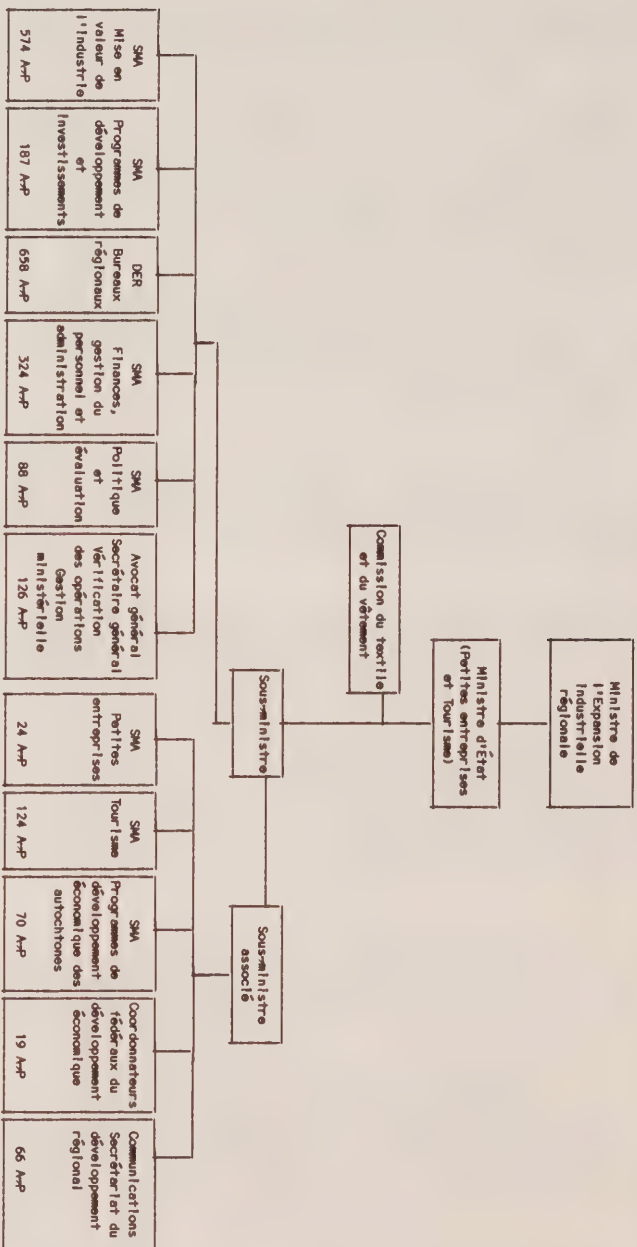 Ministre de
l'Expansion
industrielle
régionale
Ministre d'État
(Petites entreprises
et Tourisme)
Commission du textile
et du vêtement
Sous-ministre
Sous-ministre
associé
SMA
Mise en
valeur de
l'industrie
574 A-P
SMA
Programmes de
développement
et
investissements
187 A-P
DER
Bureaux
régionaux
658 A-P
SMA
Finances,
gestion du
personnel et
administration
324 A-P
SMA
Politique
et
évaluation
88 A-P
Avocat général
Secrétaire général
Vérification
des opérations
Gestion
ministérielle
126 A-P
SMA
Petites
entreprises
24 A-P
SMA
Tourisme
124 A-P
SMA
Programmes de
développement
économique des
autochtones
70 A-P
Coordonnateurs
fédéraux du
développement
économique
19 A-P
Communications
Secrétariat du
développement
régional
66 A-P